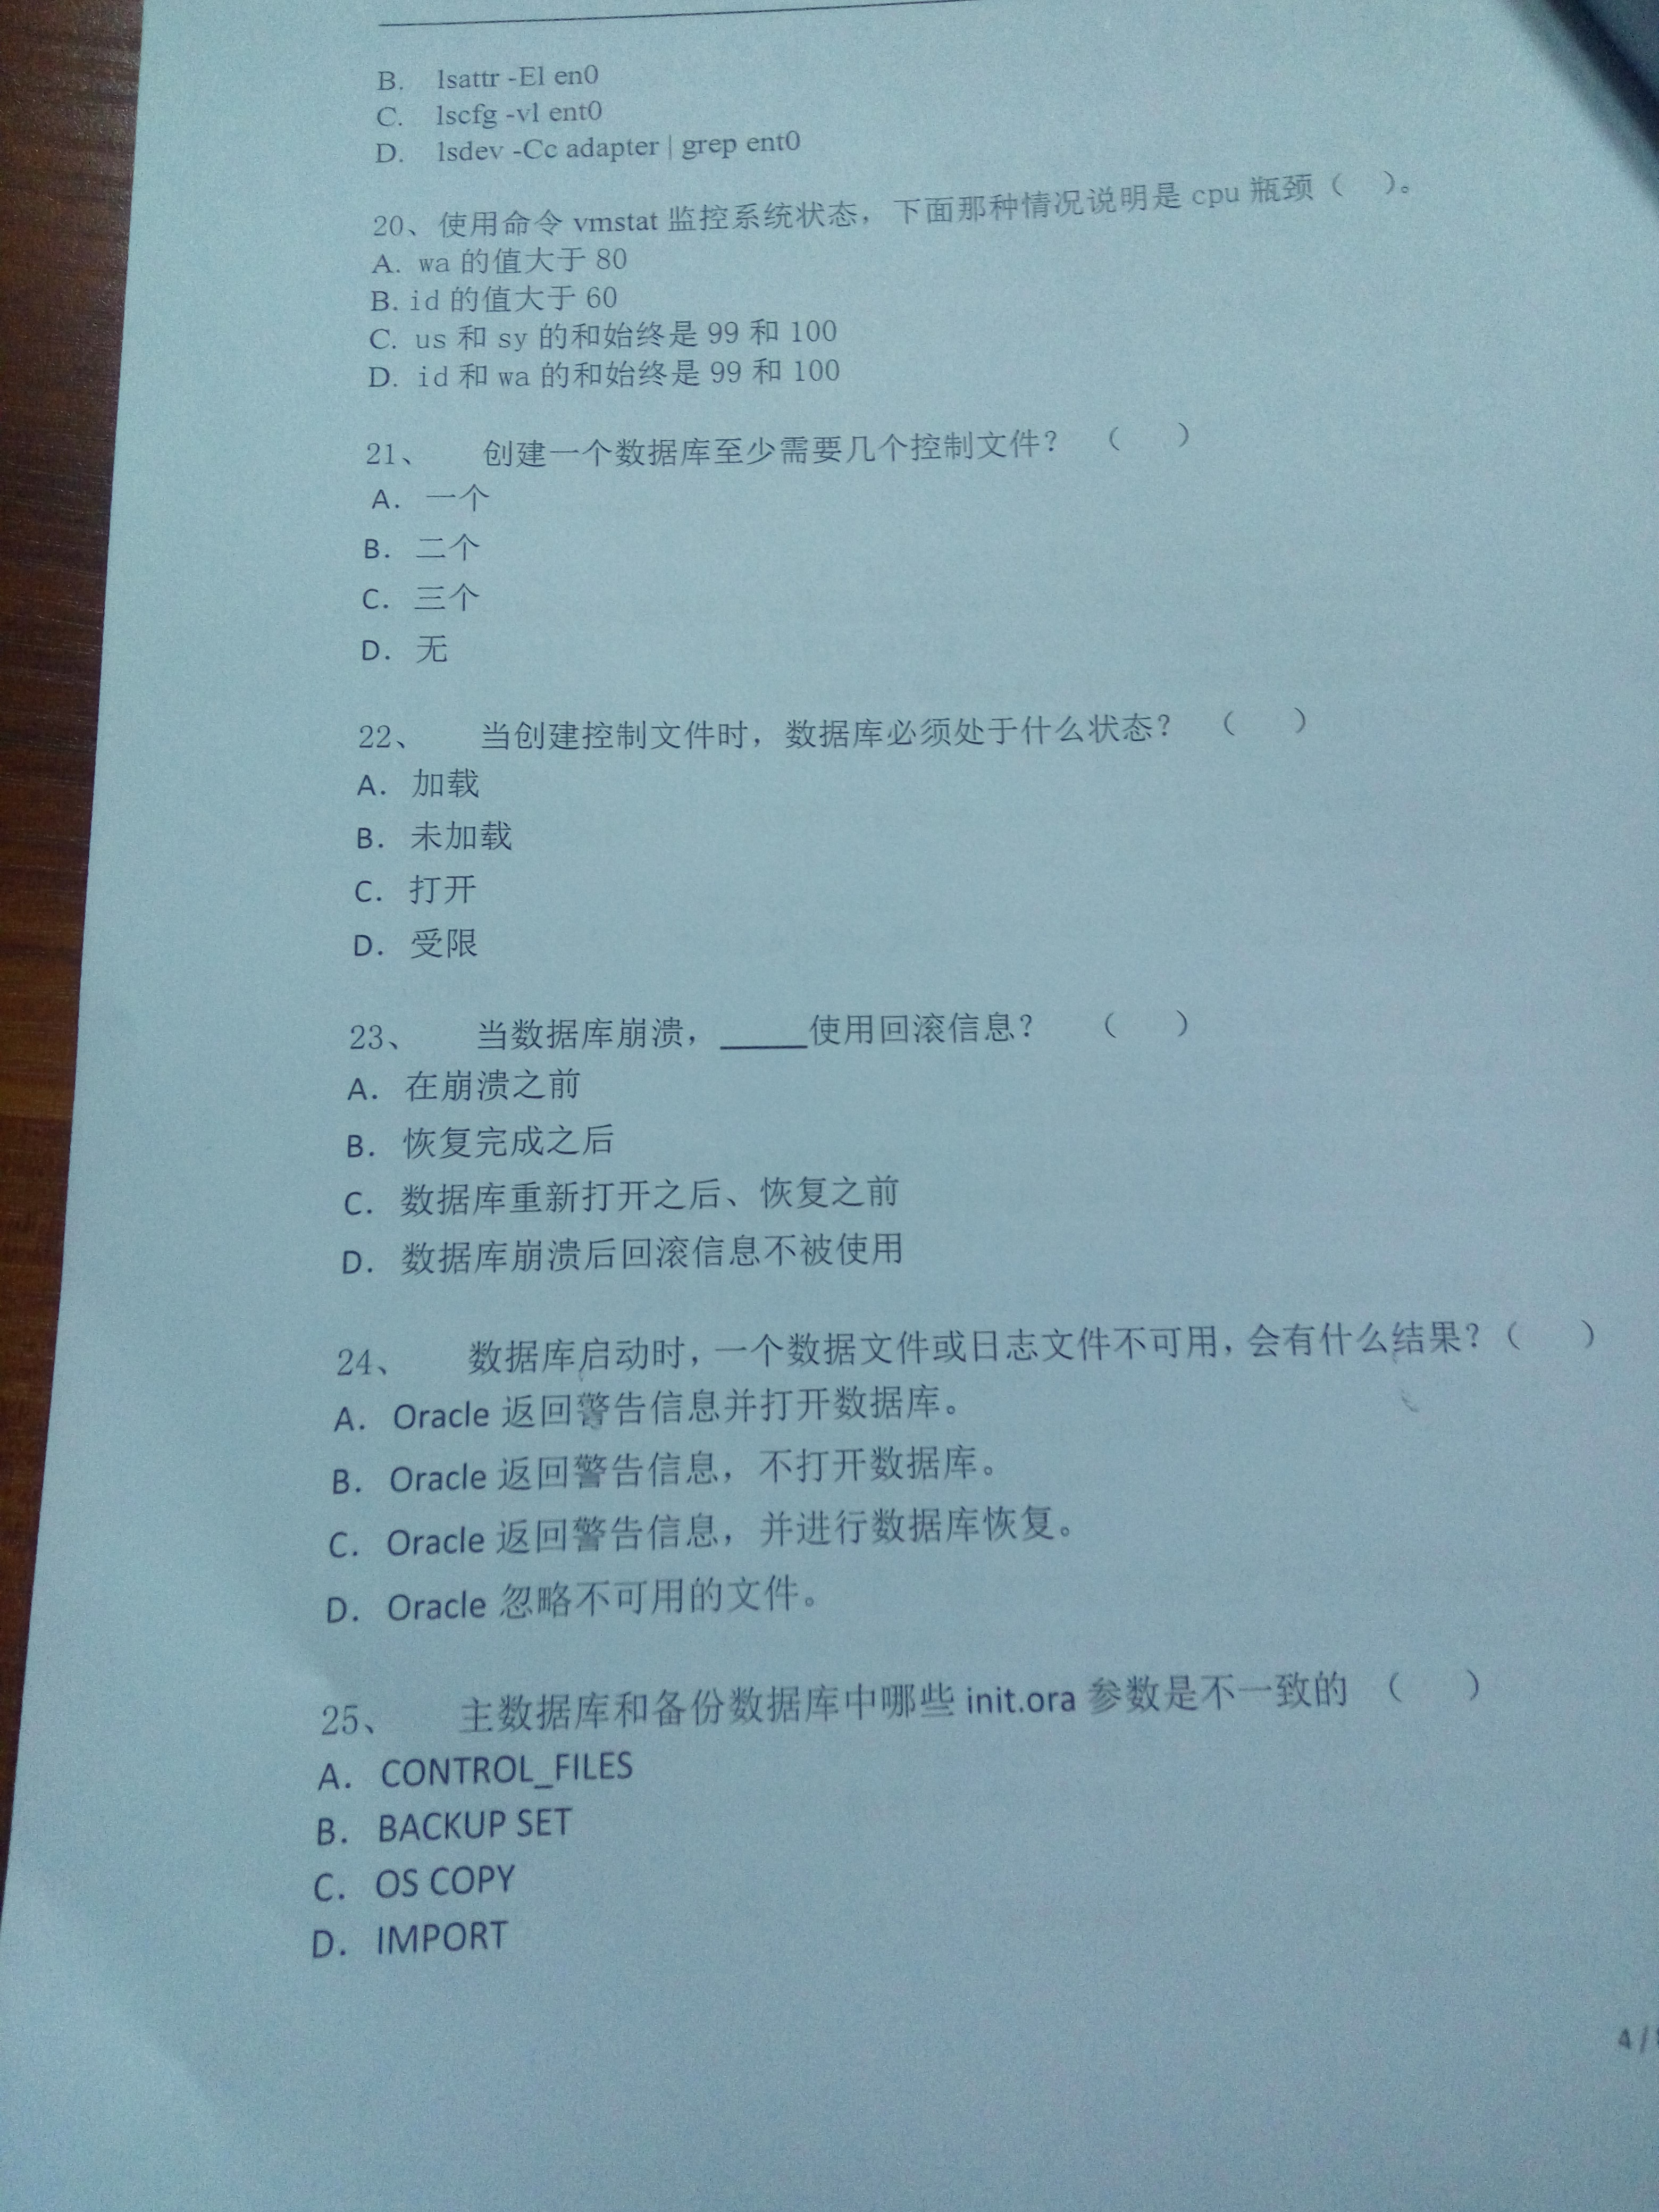 B. lsattr -El en0
C. lscfg -vl ent0
D. lsdev -Cc adapter | grep ent0
20、使用命令 vmstat 监控系统状态，下面那种情况说明是 cpu 瓶颈（ ）。
A. wa 的值大于 80
B. id 的值大于 60
C. us 和 sy 的和始终是 99 和 100
D. id 和 wa 的和始终是 99 和 100
21、 创建一个数据库至少需要几个控制文件？ （ ）
A. 一个
B. 二个
C. 三个
D. 无
22、 当创建控制文件时，数据库必须处于什么状态？ （ ）
A. 加载
B. 未加载
C. 打开
D. 受限
23、 当数据库崩溃，_____使用回滚信息？ （ ）
A. 在崩溃之前
B. 恢复完成之后
C. 数据库重新打开之后、恢复之前
D. 数据库崩溃后回滚信息不被使用
24、 数据库启动时，一个数据文件或日志文件不可用，会有什么结果？（ ）
A. Oracle 返回警告信息并打开数据库。
B. Oracle 返回警告信息，不打开数据库。
C. Oracle 返回警告信息，并进行数据库恢复。
D. Oracle 忽略不可用的文件。
25、 主数据库和备份数据库中哪些 init.ora 参数是不一致的 （ ）
A. CONTROL_FILES
B. BACKUP SET
C. OS COPY
D. IMPORT
4 /